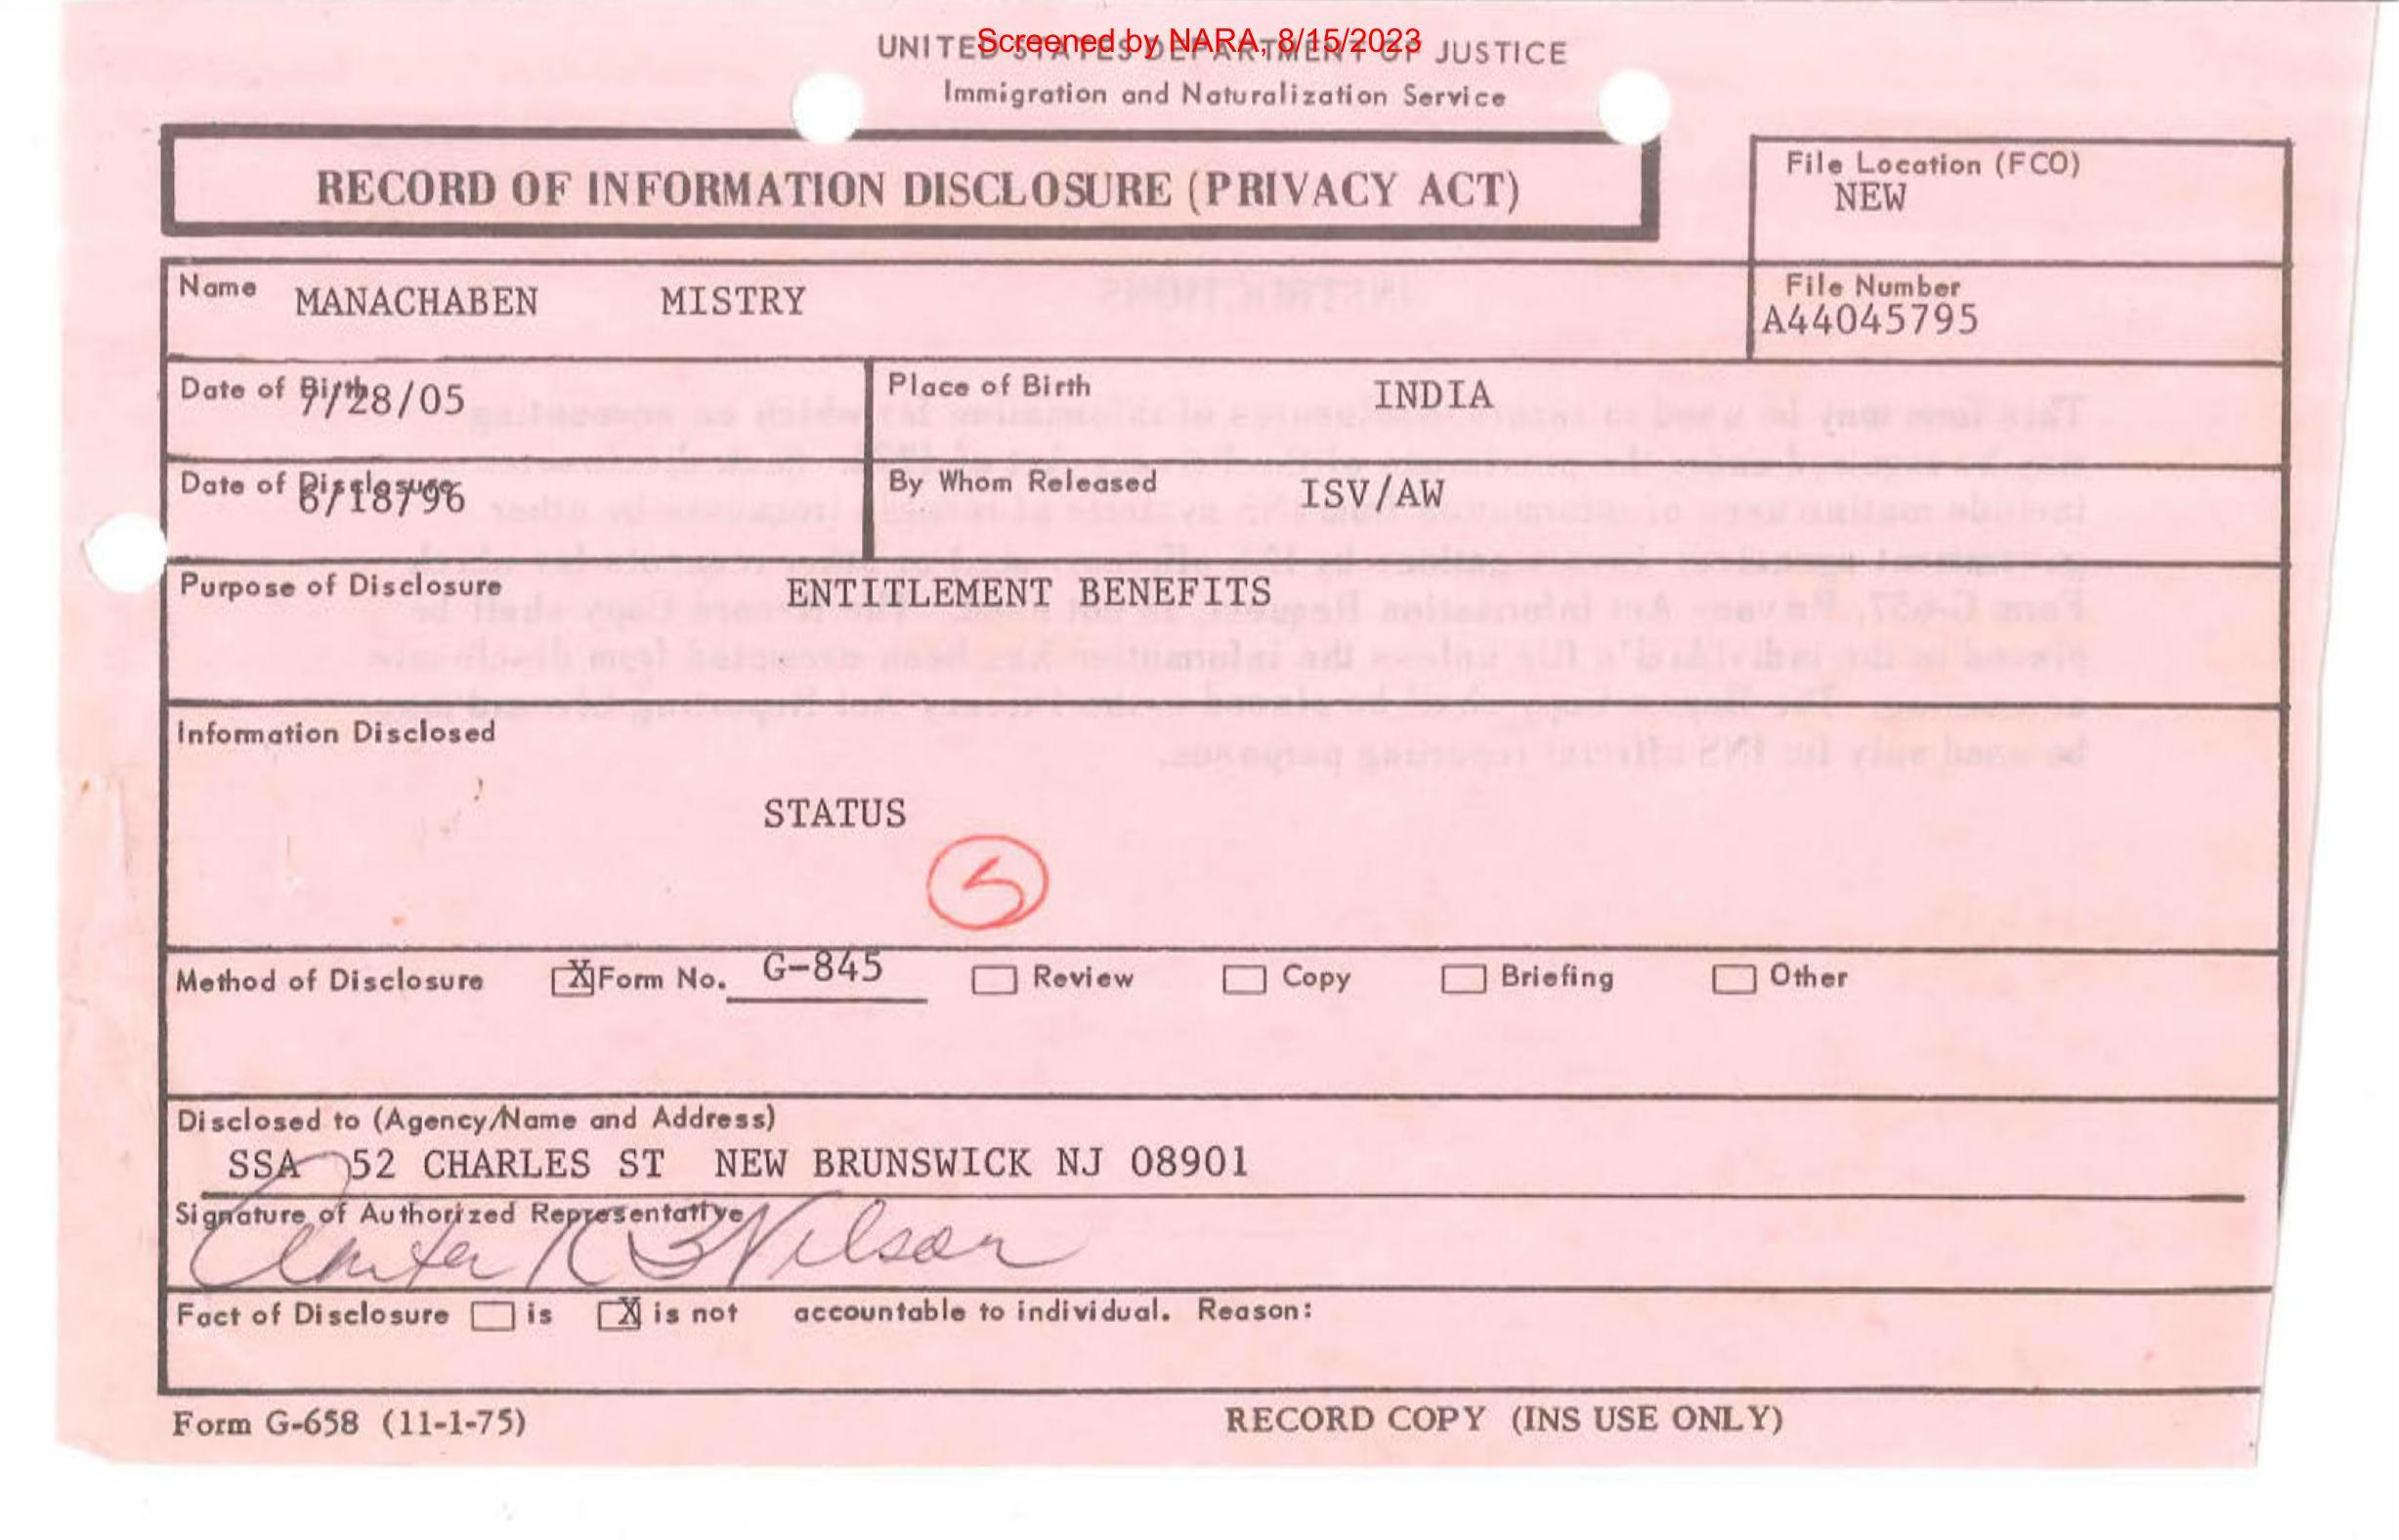 Screened by NARA, 8/15/2023
UNITED STATES DEPARTMENT OF JUSTICE
Immigration and Naturalization Service
RECORD OF INFORMATION DISCLOSURE (PRIVACY ACT)
File Location (FCO)
NEW
Name MANACHABEN MISTRY
File Number
A44045795
Date of Birth 7/28/05
Place of Birth INDIA
Date of Disclosure 6/18/96
By Whom Released ISV/AW
Purpose of Disclosure ENTITLEMENT BENEFITS
Information Disclosed
STATUS
5
Method of Disclosure X Form No. G-845 Review Copy Briefing Other
Disclosed to (Agency/Name and Address)
SSA 52 CHARLES ST NEW BRUNSWICK NJ 08901
Signature of Authorized Representative
Fact of Disclosure is X is not accountable to individual. Reason:
Form G-658 (11-1-75)
RECORD COPY (INS USE ONLY)